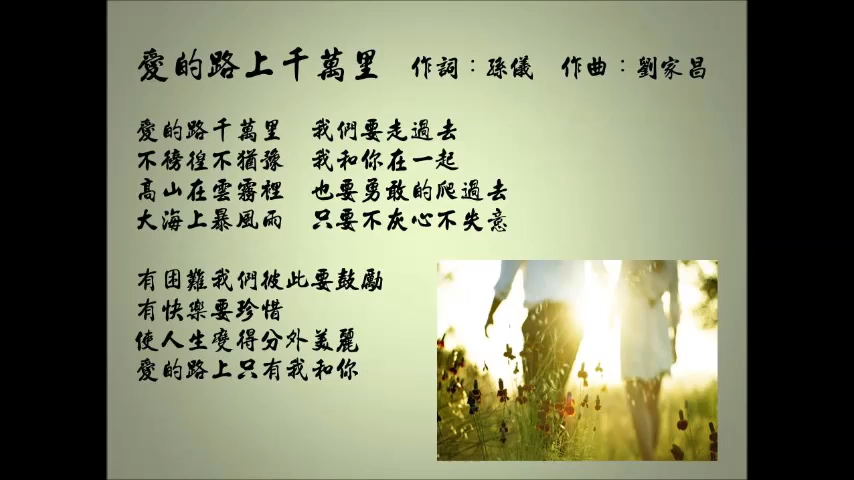 愛的路上千萬里 作詞：孫儀 作曲：劉家昌
愛的路千萬里 我們要走過去
不徬徨不猶豫 我和你在一起
高山在雲霧裡 也要勇敢的爬過去
大海上暴風雨 只要不灰心不失意
有困難我們彼此要鼓勵
有快樂要珍惜
使人生變得分外美麗
愛的路上只有我和你